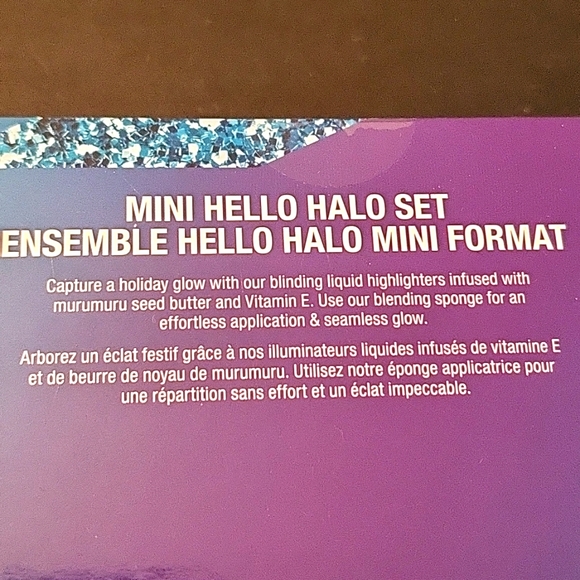 MINI HELLO HALO SET
ENSEMBLE HELLO HALO MINI FORMAT
Capture a holiday glow with our blinding liquid highlighters infused with
murumuru seed butter and Vitamin E. Use our blending sponge for an
effortless application & seamless glow.
Arborez un éclat festif grâce à nos illuminateurs liquides infusés de vitamine E
et de beurre de noyau de murumuru. Utilisez notre éponge applicatrice pour
une répartition sans effort et un éclat impeccable.